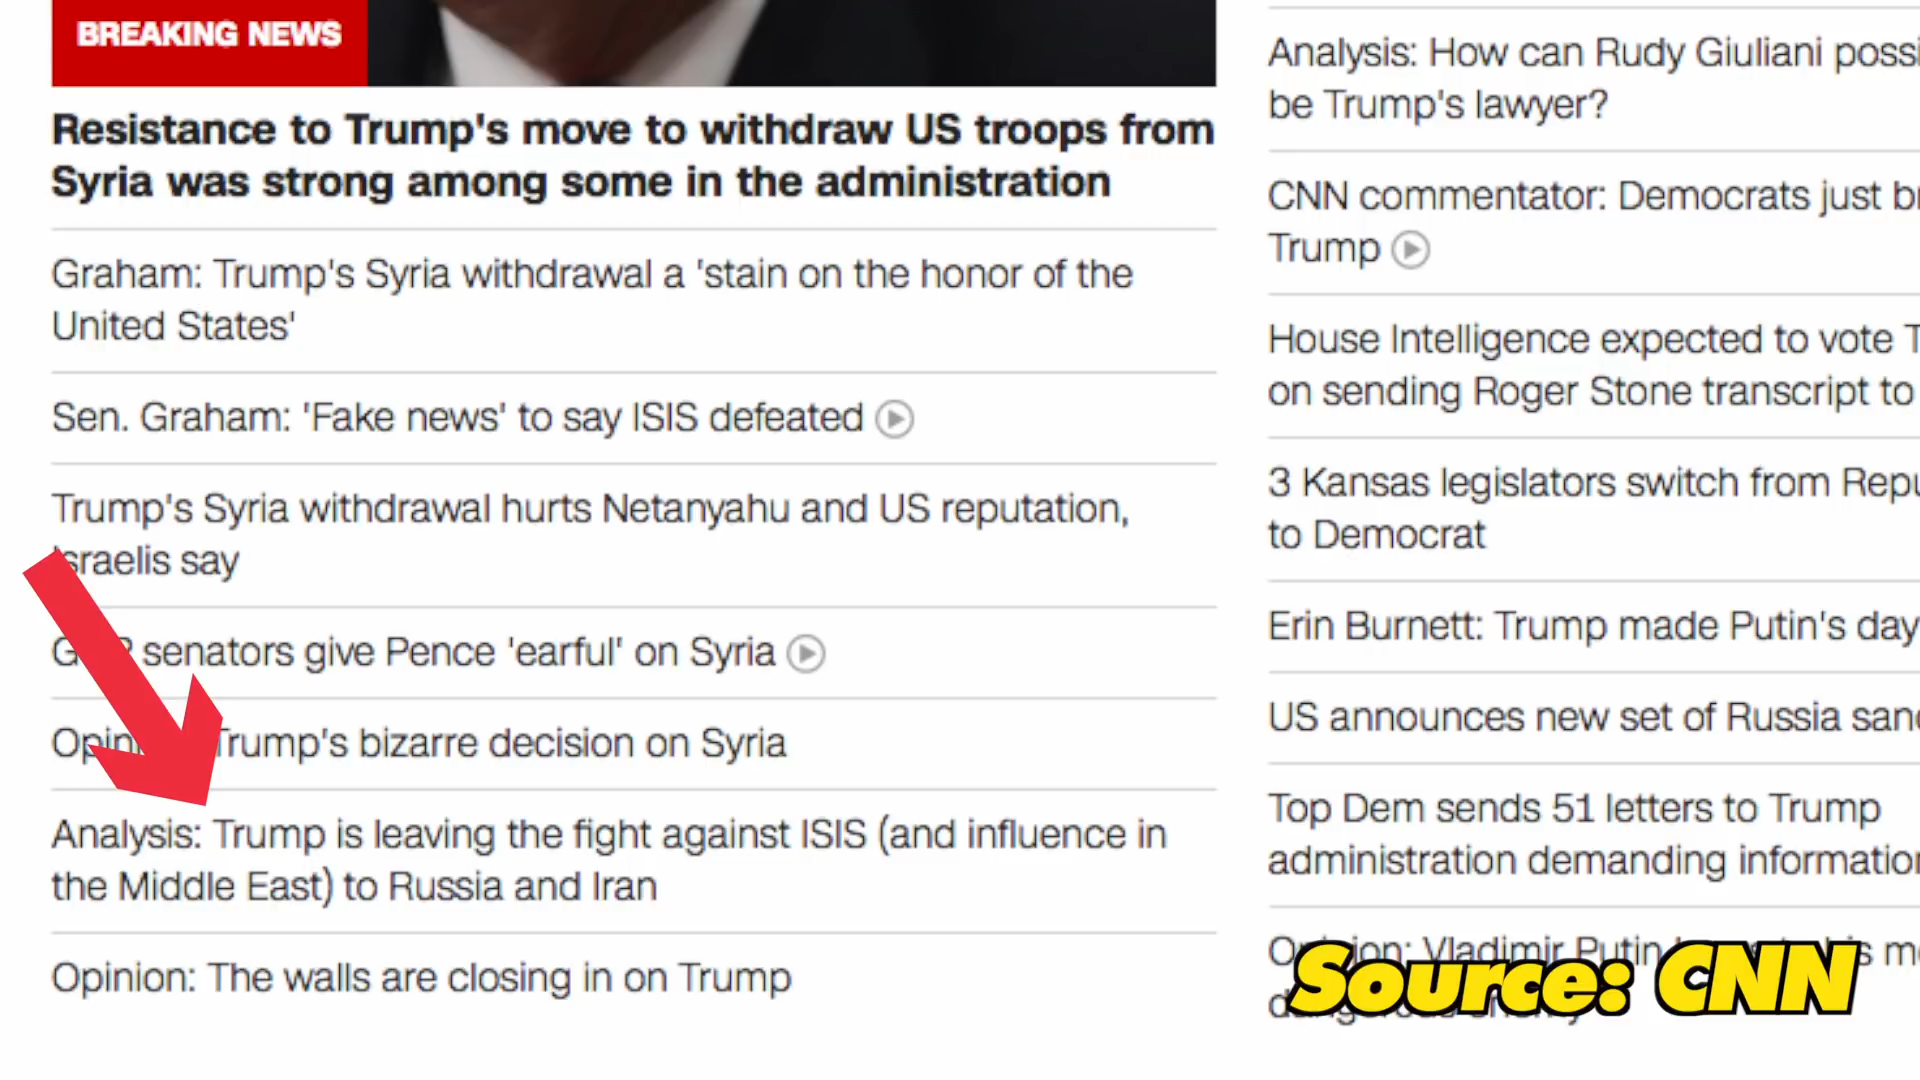 BREAKING NEWS
Resistance to Trump's move to withdraw US troops from
Syria was strong among some in the administration
Graham: Trump's Syria withdrawal a 'stain on the honor of the
United States'
Sen. Graham: 'Fake news' to say ISIS defeated
Trump's Syria withdrawal hurts Netanyahu and US reputation,
Israelis say
GOP senators give Pence 'earful' on Syria
Opinion: Trump's bizarre decision on Syria
Analysis: Trump is leaving the fight against ISIS (and influence in
the Middle East) to Russia and Iran
Opinion: The walls are closing in on Trump
Analysis: How can Rudy Giuliani possi
be Trump's lawyer?
CNN commentator: Democrats just
Trump
House Intelligence expected to vote T
on sending Roger Stone transcript to
3 Kansas legislators switch from Repu
to Democrat
Erin Burnett: Trump made Putin's day
US announces new set of Russia sanc
Top Dem sends 51 letters to Trump
administration demanding information
Opinion: Vladimir Putin
Source: CNN